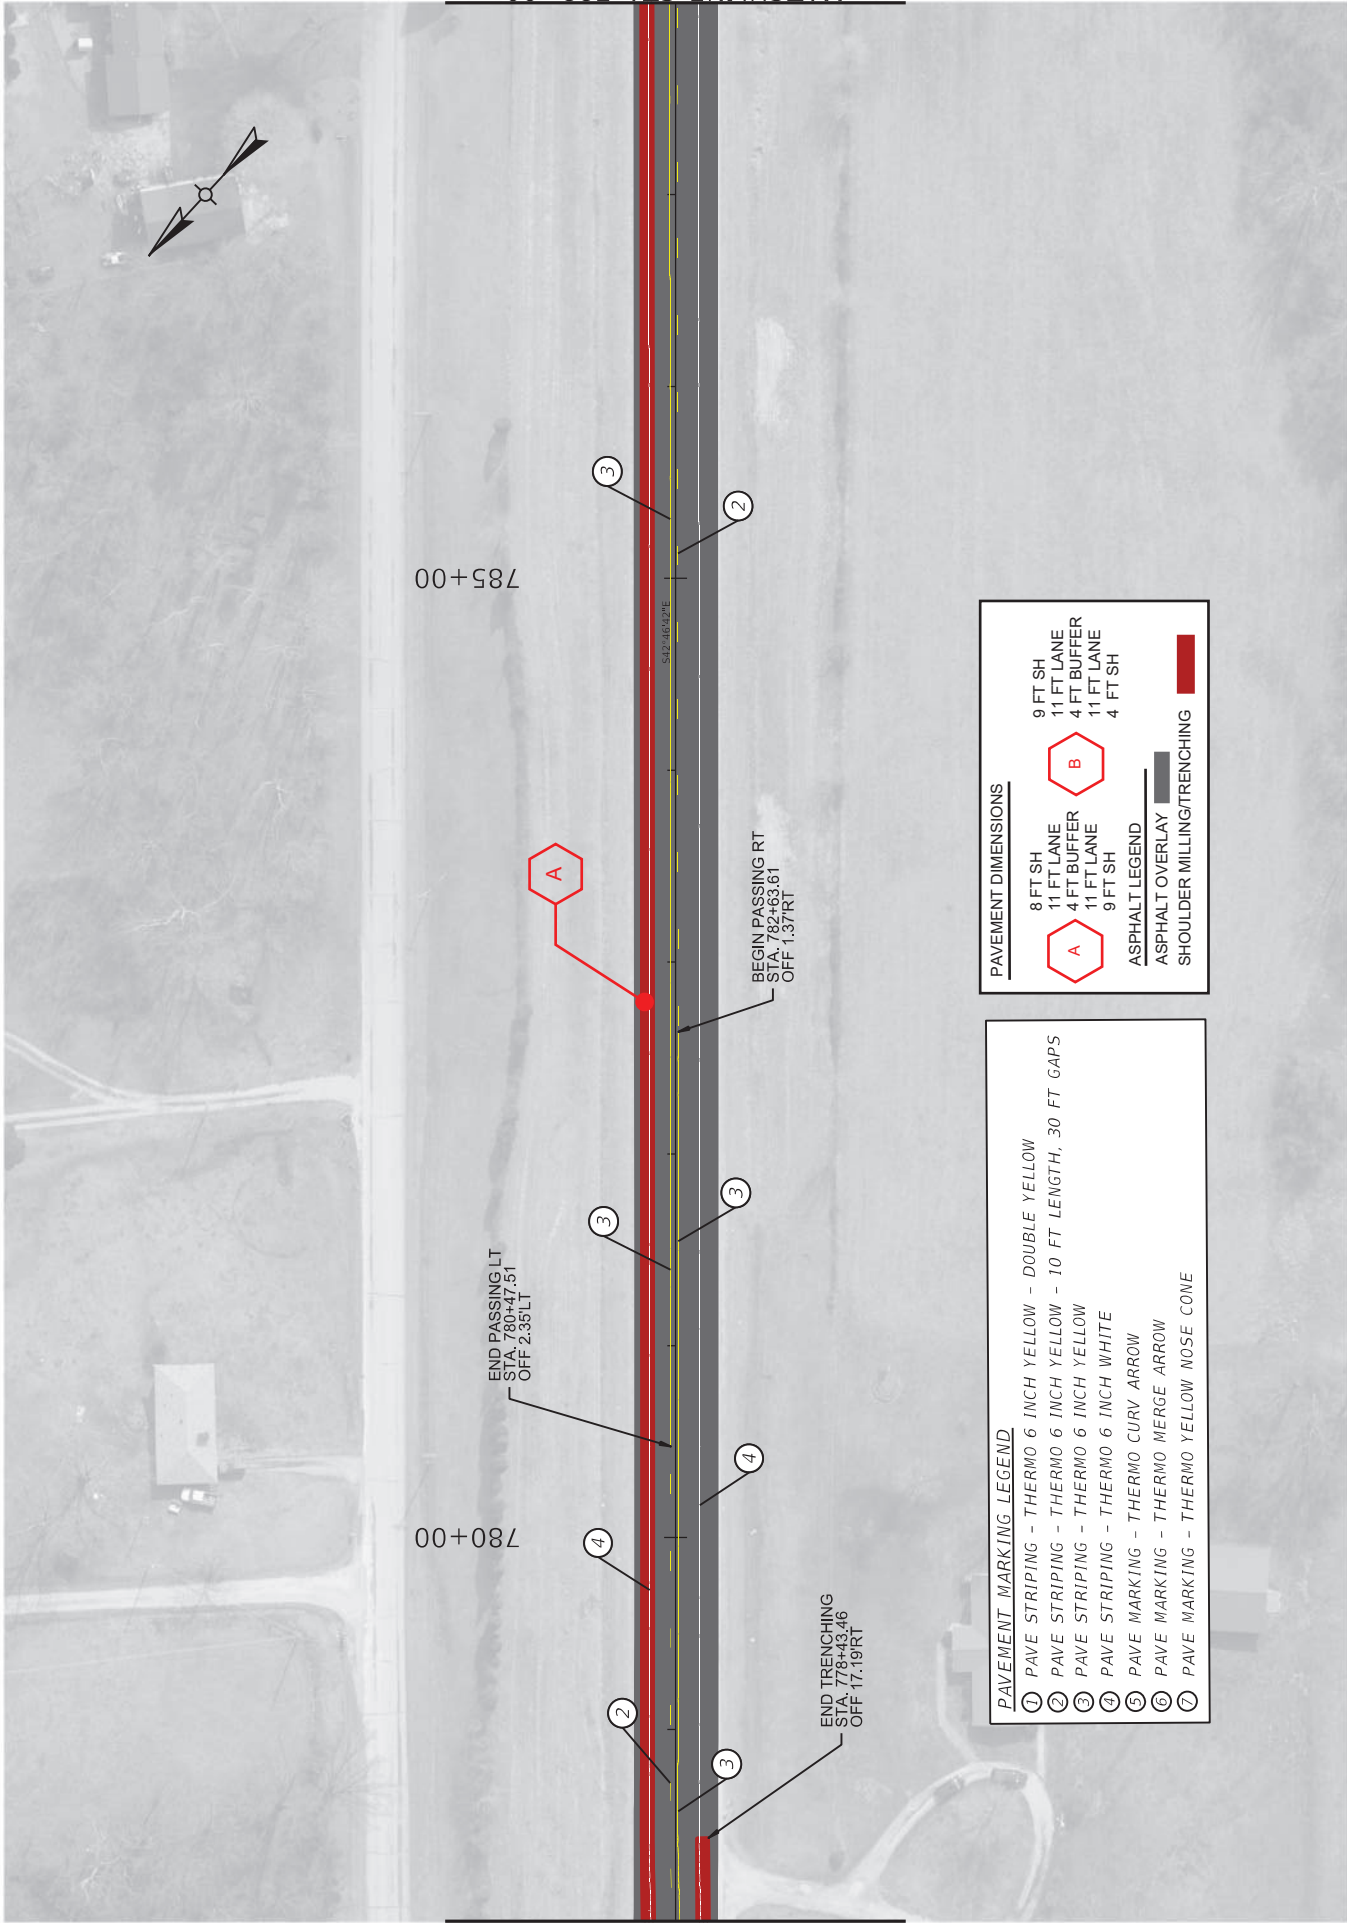 785+00
780+00
S42°46'42"E
3
2
A
BEGIN PASSING RT
STA. 782+63.61
OFF 1.37'RT
3
3
END PASSING LT
STA. 780+47.51
OFF 2.35'LT
4
4
2
3
END TRENCHING
STA. 778+43.46
OFF 17.19'RT
PAVEMENT MARKING LEGEND
1 PAVE STRIPING - THERMO 6 INCH YELLOW - DOUBLE YELLOW
2 PAVE STRIPING - THERMO 6 INCH YELLOW - 10 FT LENGTH, 30 FT GAPS
3 PAVE STRIPING - THERMO 6 INCH YELLOW
4 PAVE STRIPING - THERMO 6 INCH WHITE
5 PAVE MARKING - THERMO CURV ARROW
6 PAVE MARKING - THERMO MERGE ARROW
7 PAVE MARKING - THERMO YELLOW NOSE CONE
PAVEMENT DIMENSIONS
A
8 FT SH
11 FT LANE
4 FT BUFFER
11 FT LANE
9 FT SH
B
9 FT SH
11 FT LANE
4 FT BUFFER
11 FT LANE
4 FT SH
ASPHALT LEGEND
ASPHALT OVERLAY
SHOULDER MILLING/TRENCHING